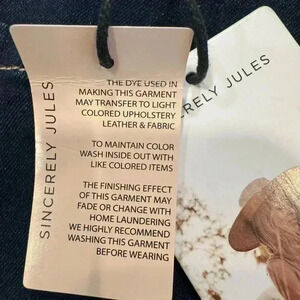 SINCERELY JULES
THE DYE USED IN
MAKING THIS GARMENT
MAY TRANSFER TO LIGHT
COLORED UPHOLSTERY
LEATHER & FABRIC
TO MAINTAIN COLOR
WASH INSIDE OUT WITH
LIKE COLORED ITEMS
THE FINISHING EFFECT
OF THIS GARMENT MAY
FADE OR CHANGE WITH
HOME LAUNDERING
WE HIGHLY RECOMMEND
WASHING THIS GARMENT
BEFORE WEARING
ERELY JULES